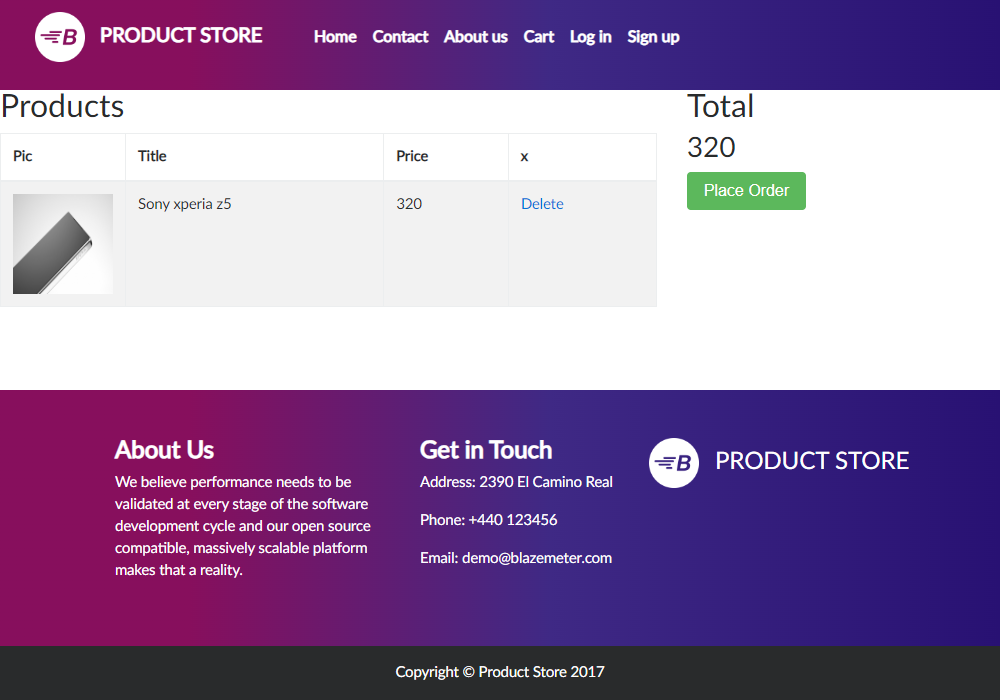 B PRODUCT STORE Home Contact About us Cart Log in Sign up
Products
Pic Title Price x
Sony xperia z5 320 Delete
Total
320
Place Order
About Us
We believe performance needs to be
validated at every stage of the software
development cycle and our open source
compatible, massively scalable platform
makes that a reality.
Get in Touch
Address: 2390 El Camino Real
Phone: +440 123456
Email: demo@blazemeter.com
B PRODUCT STORE
Copyright © Product Store 2017